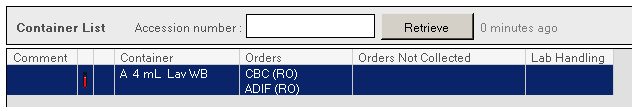 Container List Accession number : Retrieve 0 minutes ago
Comment Container Orders Orders Not Collected Lab Handling
A 4 mL Lav WB CBC (RO)
ADIF (RO)